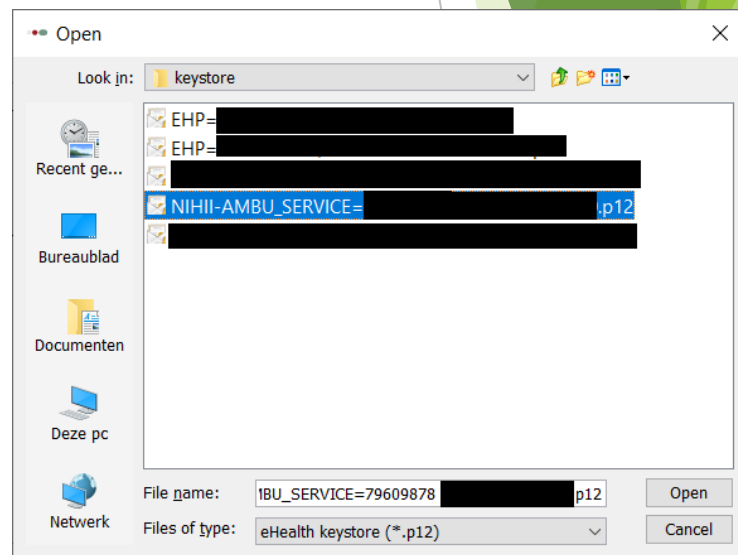 Open
Look in: keystore
EHP=
EHP=
NIHII-AMBU_SERVICE= .p12
Recent ge...
Bureaublad
Documenten
Deze pc
Netwerk
File name: BU_SERVICE=79609878 p12 Open
Files of type: eHealth keystore (*.p12) Cancel